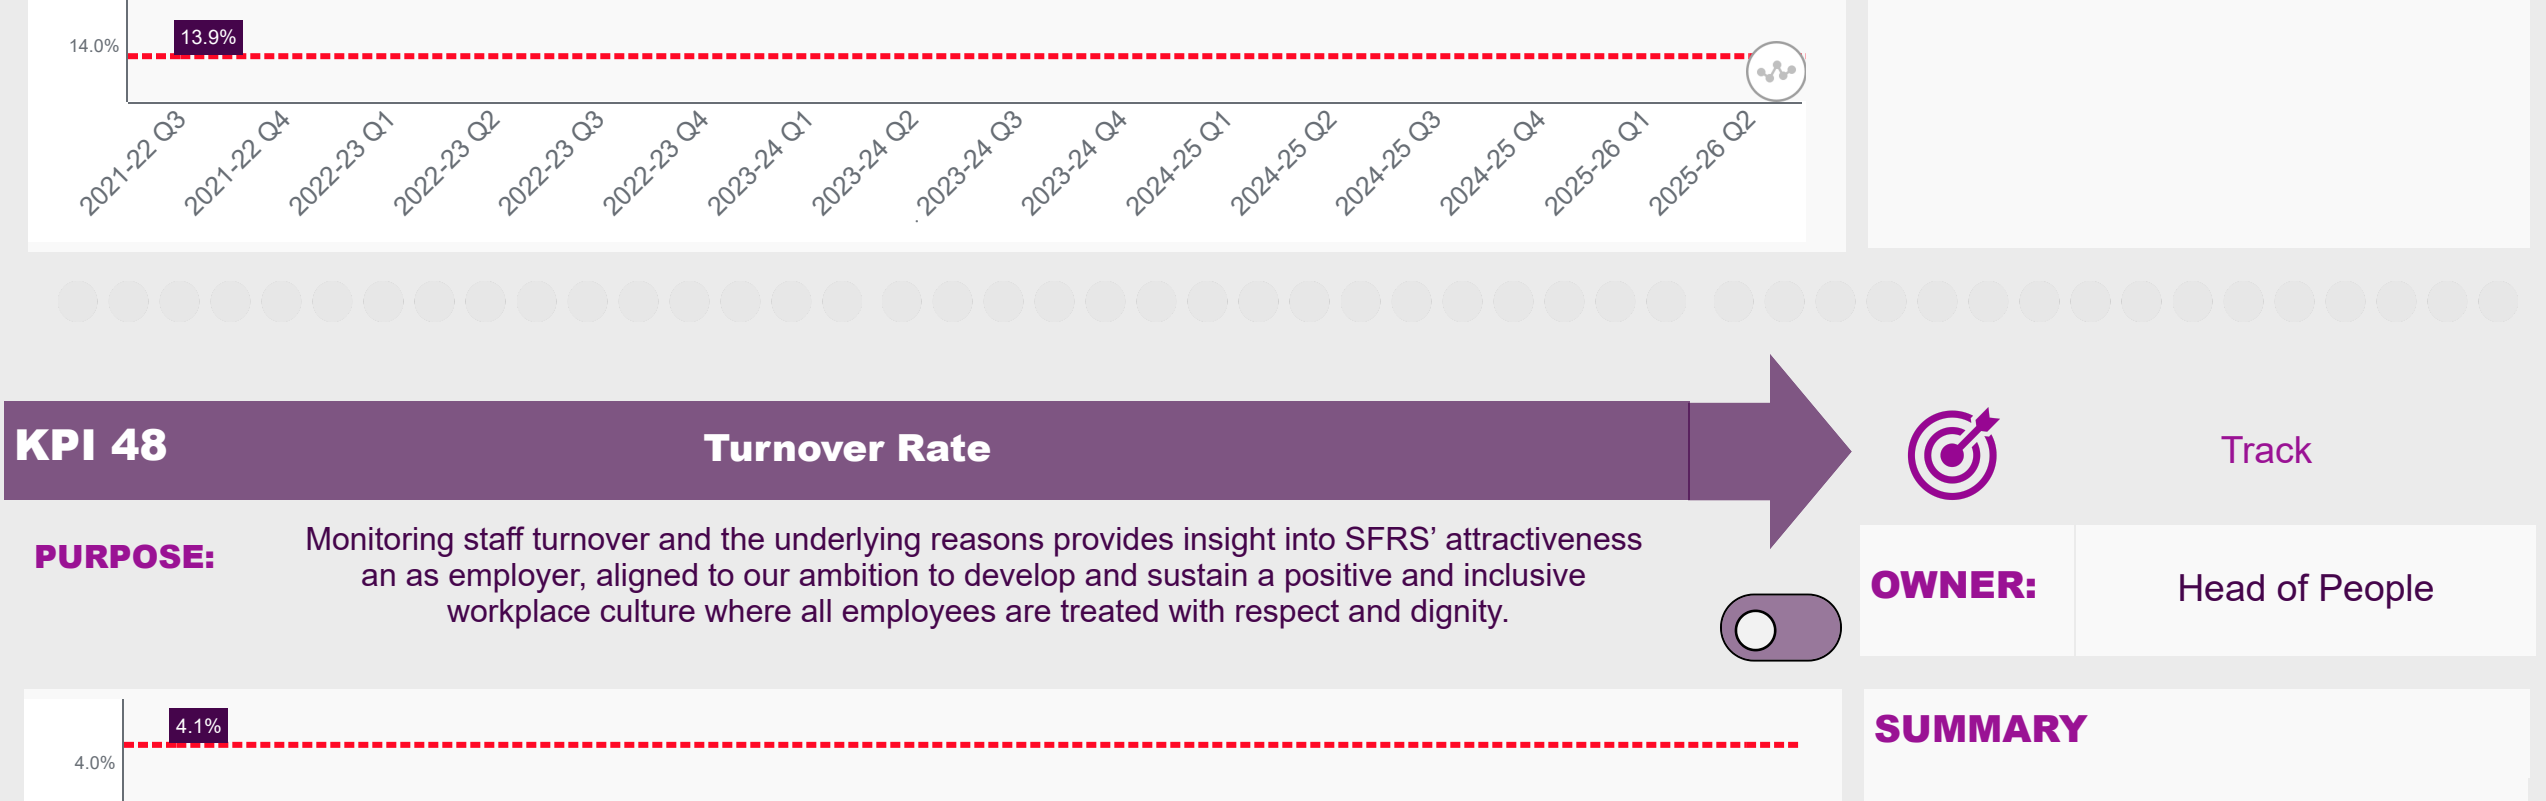 13.9%
14.0%
2021-22 Q3
2021-22 Q4
2022-23 Q1
2022-23 Q2
2022-23 Q3
2022-23 Q4
2023-24 Q1
2023-24 Q2
2023-24 Q3
2023-24 Q4
2024-25 Q1
2024-25 Q2
2024-25 Q3
2024-25 Q4
2025-26 Q1
2025-26 Q2
KPI 48
Turnover Rate
Track
PURPOSE:
Monitoring staff turnover and the underlying reasons provides insight into SFRS’ attractiveness
an as employer, aligned to our ambition to develop and sustain a positive and inclusive
workplace culture where all employees are treated with respect and dignity.
OWNER:
Head of People
4.1%
4.0%
SUMMARY